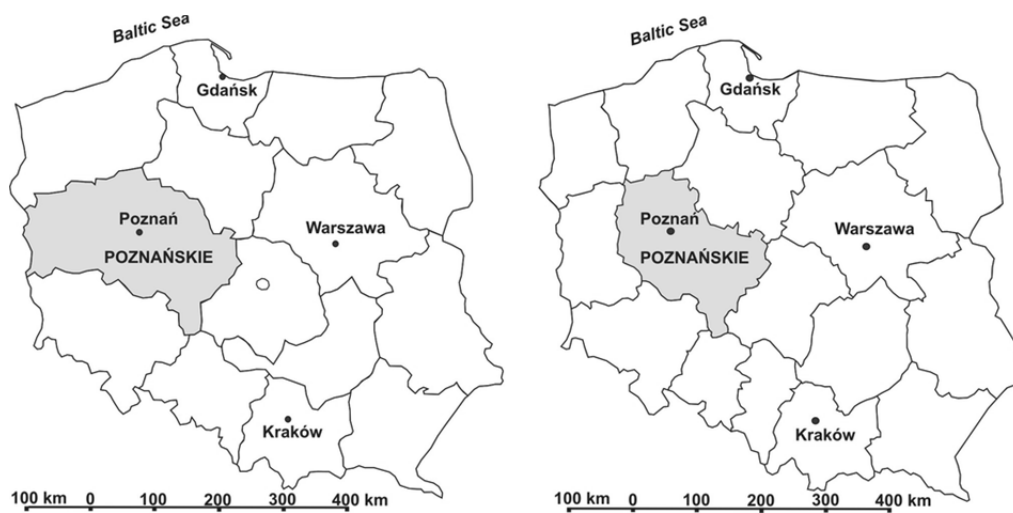 Baltic Sea
Gdańsk
Poznań
Warszawa
POZNAŃSKIE
Kraków
100 km 0 100 200 300 400 km
Baltic Sea
Gdańsk
Poznań
Warszawa
POZNAŃSKIE
Kraków
100 km 0 100 200 300 400 km